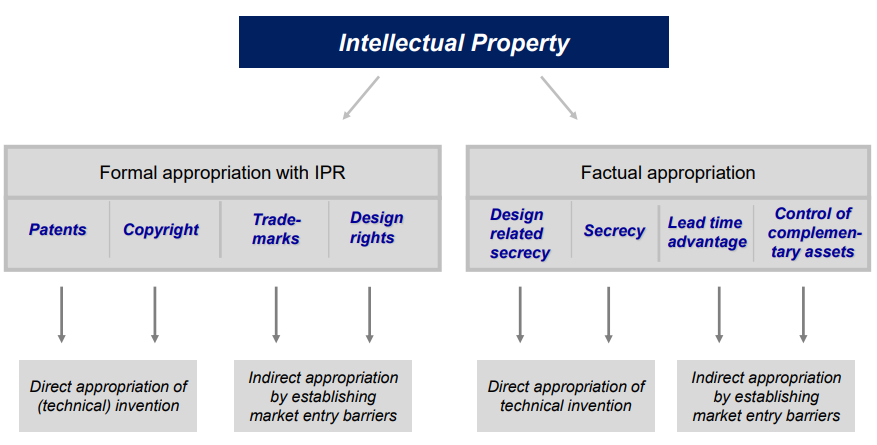 Intellectual Property
Formal appropriation with IPR
Patents
Copyright
Trade-
marks
Design
rights
Factual appropriation
Design
related
secrecy
Secrecy
Lead time
advantage
Control of
complemen-
tary assets
Direct appropriation of
(technical) invention
Indirect appropriation
by establishing
market entry barriers
Direct appropriation of
technical invention
Indirect appropriation
by establishing
market entry barriers